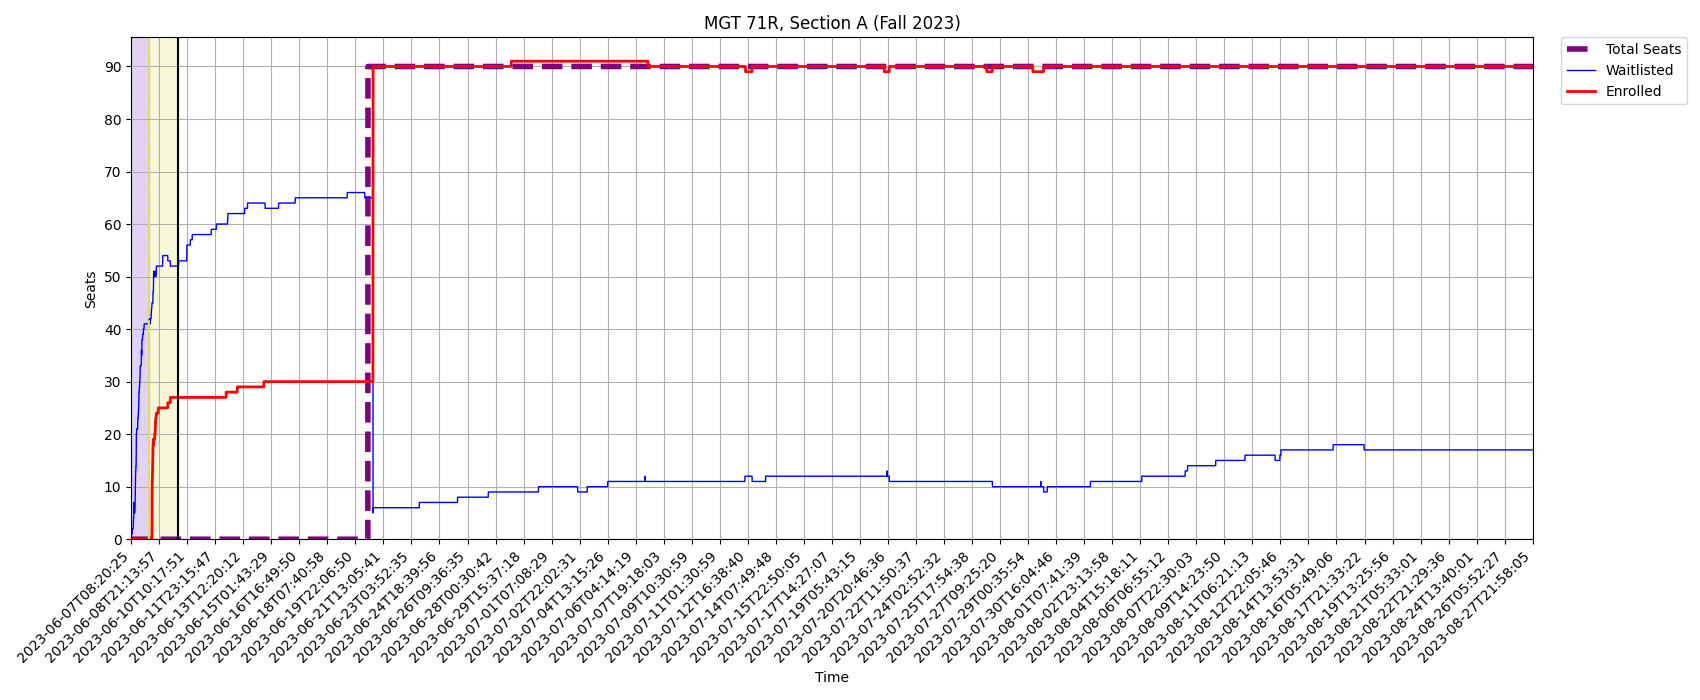 MGT 71R, Section A (Fall 2023)
Total Seats
Waitlisted
Enrolled
Seats
90
80
70
60
50
40
30
20
10
0
2023-06-07T08:20:25
2023-06-08T21:13:57
2023-06-10T10:17:51
2023-06-11T23:15:47
2023-06-13T12:20:12
2023-06-15T01:43:29
2023-06-16T16:49:50
2023-06-18T07:40:58
2023-06-19T22:06:50
2023-06-21T13:05:41
2023-06-23T03:52:35
2023-06-24T18:39:56
2023-06-26T09:36:35
2023-06-28T00:30:42
2023-06-29T15:37:18
2023-07-01T07:08:29
2023-07-02T22:02:31
2023-07-04T13:15:26
2023-07-06T04:14:19
2023-07-07T19:18:03
2023-07-09T10:30:59
2023-07-11T01:30:59
2023-07-12T16:38:40
2023-07-14T07:49:48
2023-07-15T22:50:05
2023-07-17T14:27:07
2023-07-19T05:43:15
2023-07-20T20:46:36
2023-07-22T11:50:37
2023-07-24T02:52:32
2023-07-25T17:54:38
2023-07-27T09:25:20
2023-07-29T00:35:54
2023-07-30T16:04:46
2023-08-01T07:41:39
2023-08-02T23:13:58
2023-08-04T15:18:11
2023-08-06T06:55:12
2023-08-07T22:30:03
2023-08-09T14:23:50
2023-08-11T06:21:13
2023-08-12T22:05:46
2023-08-14T13:53:31
2023-08-16T05:49:06
2023-08-17T21:33:22
2023-08-19T13:25:56
2023-08-21T05:33:01
2023-08-22T21:29:36
2023-08-24T13:40:01
2023-08-26T05:52:27
2023-08-27T21:58:05
Time